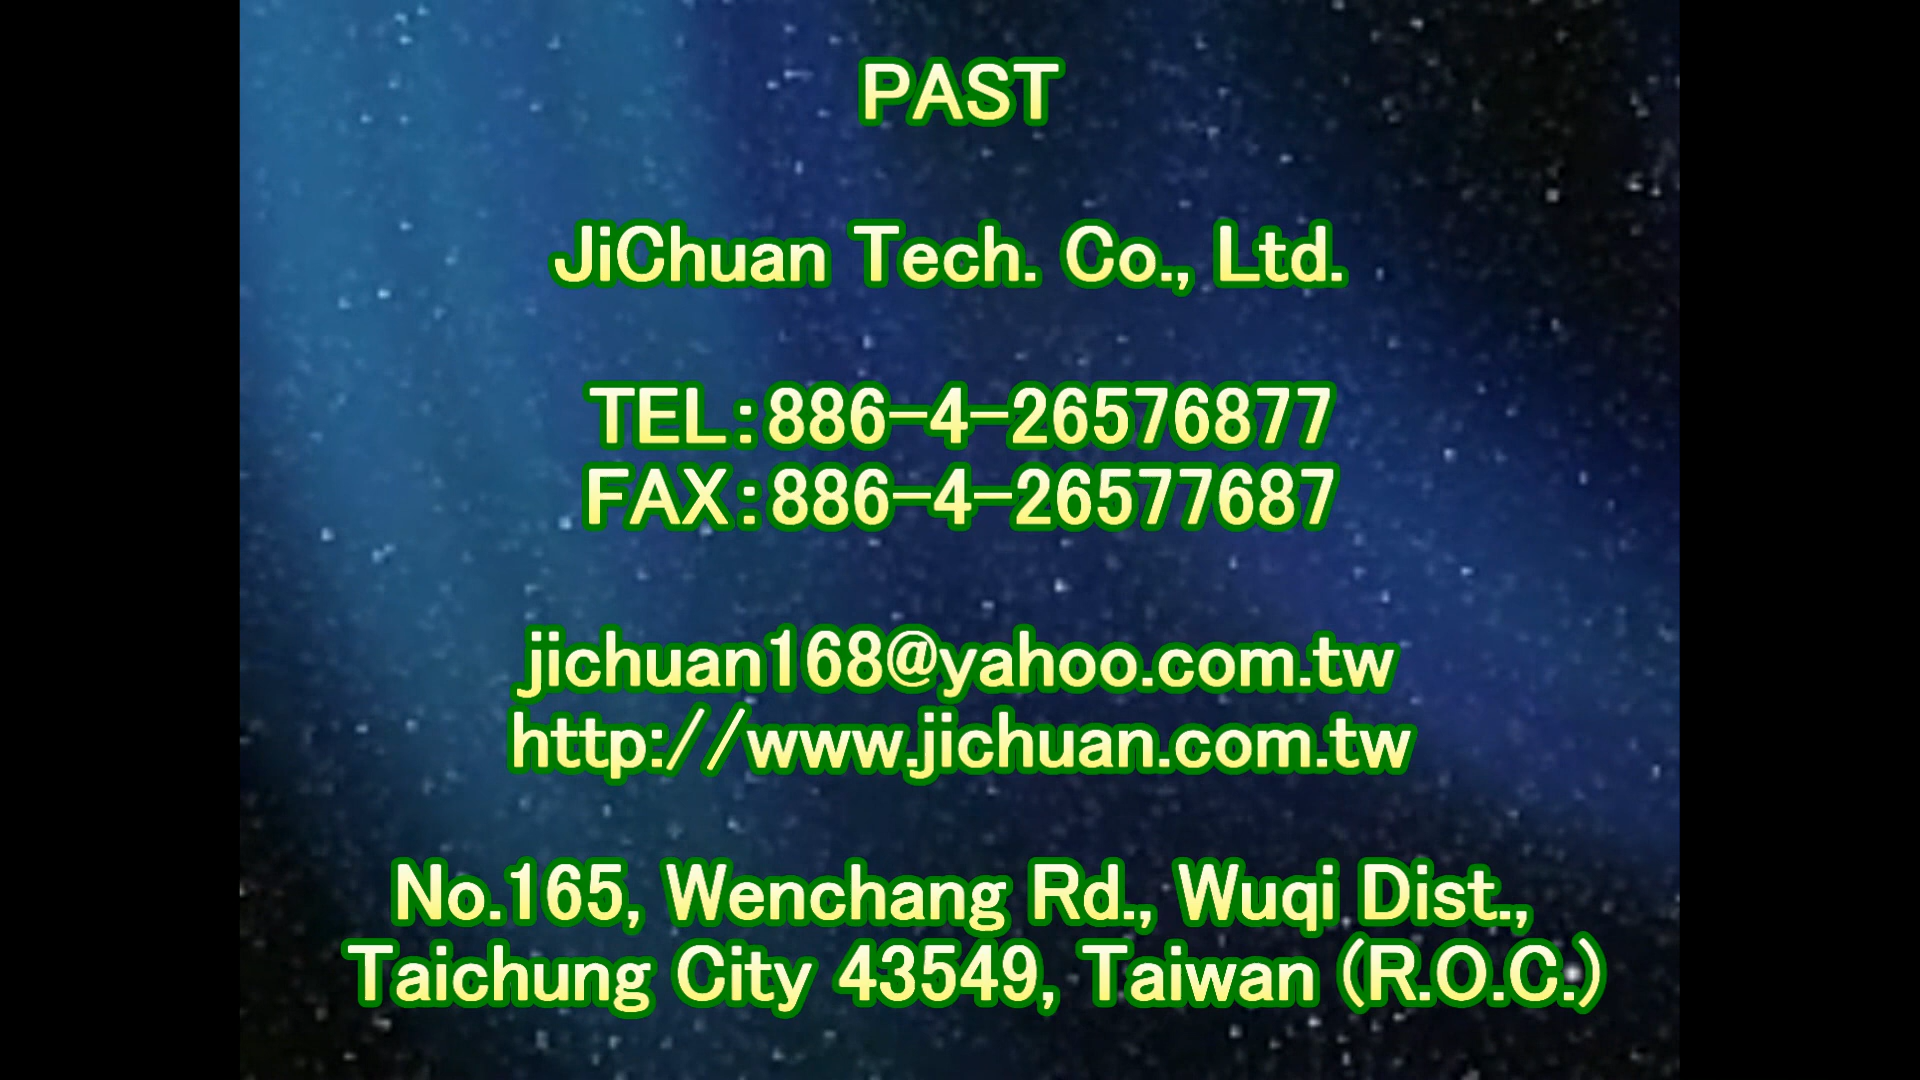 PAST
JiChuan Tech. Co., Ltd.
TEL:886-4-26576877
FAX:886-4-26577687
jichuan168@yahoo.com.tw
http://www.jichuan.com.tw
No.165, Wenchang Rd., Wuqi Dist.,
Taichung City 43549, Taiwan (R.O.C.)